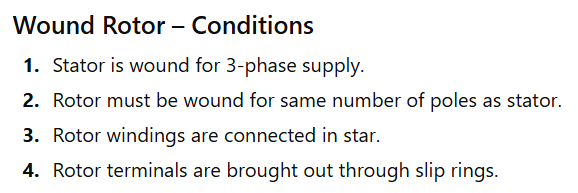 Wound Rotor – Conditions
1. Stator is wound for 3-phase supply.
2. Rotor must be wound for same number of poles as stator.
3. Rotor windings are connected in star.
4. Rotor terminals are brought out through slip rings.